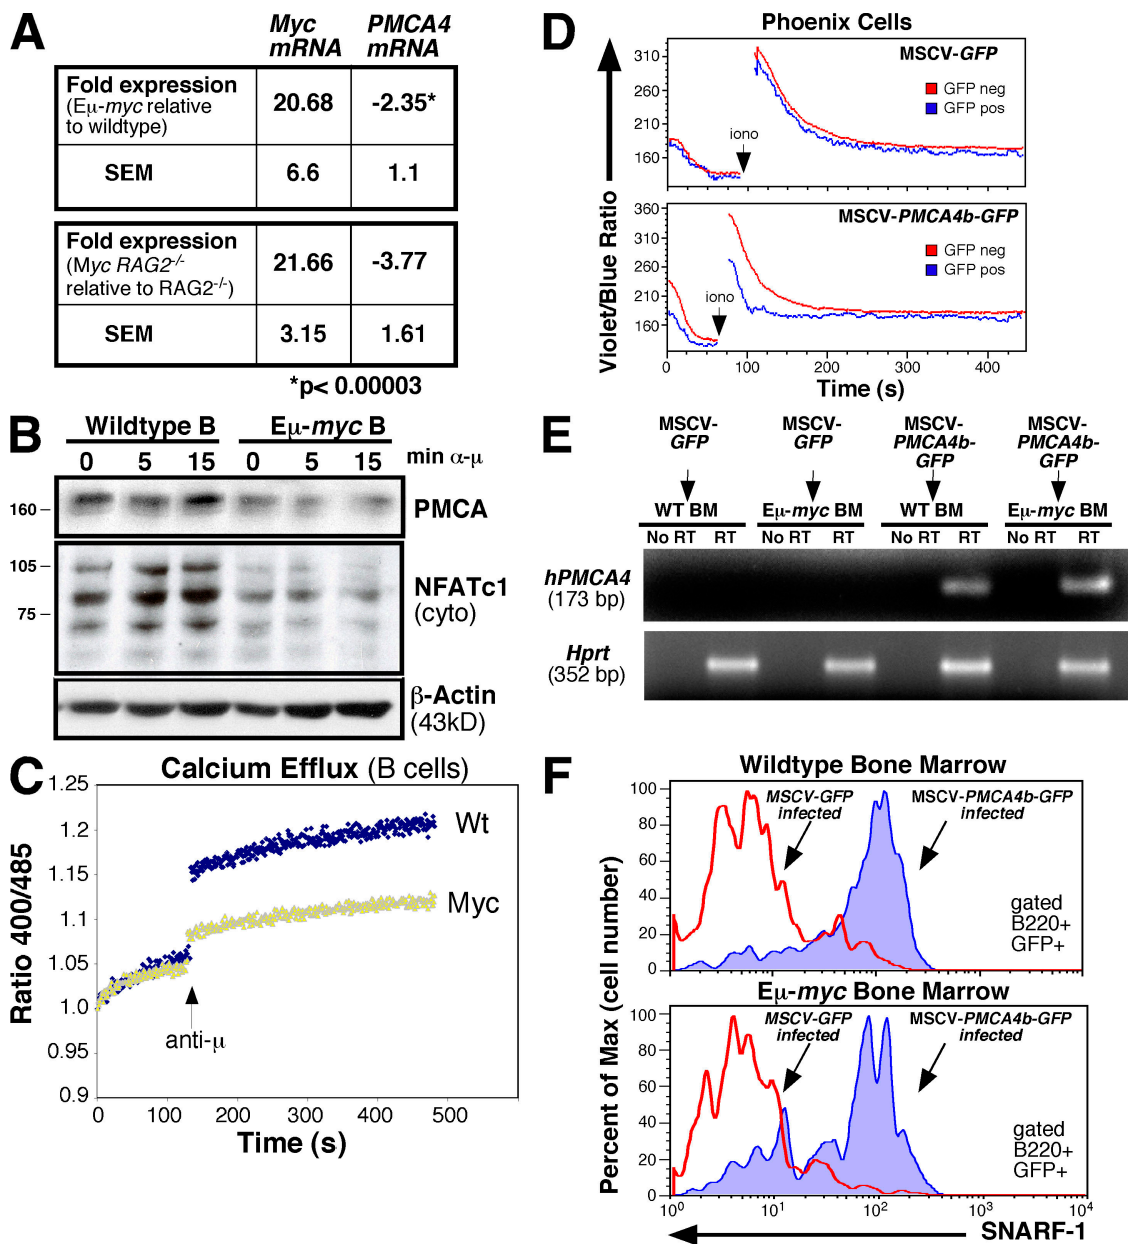 A
Myc mRNA
PMCA4 mRNA
Fold expression
(Eμ-myc relative
to wildtype)
20.68
-2.35*
SEM
6.6
1.1
Fold expression
(Myc RAG2-/-
relative to RAG2-/-)
21.66
-3.77
SEM
3.15
1.61
*p< 0.00003
B
Wildtype B
Eμ-myc B
0 5 15 0 5 15 min α-μ
160
PMCA
105
75
NFATc1
(cyto)
β-Actin
(43kD)
C
Calcium Efflux (B cells)
1.25
1.2
1.15
1.1
1.05
1.0
0.95
0.9
Ratio 400/485
Wt
Myc
anti-μ
0 100 200 300 400 500
Time (s)
D
Phoenix Cells
Violet/Blue Ratio
310
260
210
160
MSCV-GFP
GFP neg
GFP pos
iono
360
310
260
210
160
MSCV-PMCA4b-GFP
GFP neg
GFP pos
iono
0 100 200 300 400
Time (s)
E
MSCV-
GFP
MSCV-
GFP
MSCV-
PMCA4b-
GFP
MSCV-
PMCA4b-
GFP
WT BM
Eμ-myc BM
WT BM
Eμ-myc BM
No RT RT No RT RT No RT RT No RT RT
hPMCA4
(173 bp)
Hprt
(352 bp)
F
Wildtype Bone Marrow
Percent of Max (cell number)
100
80
60
40
20
0
MSCV-GFP
infected
MSCV-PMCA4b-GFP
infected
gated
B220+
GFP+
Eμ-myc Bone Marrow
100
80
60
40
20
0
MSCV-GFP
infected
MSCV-PMCA4b-GFP
infected
gated
B220+
GFP+
10⁰ 10¹ 10² 10³ 10⁴
SNARF-1